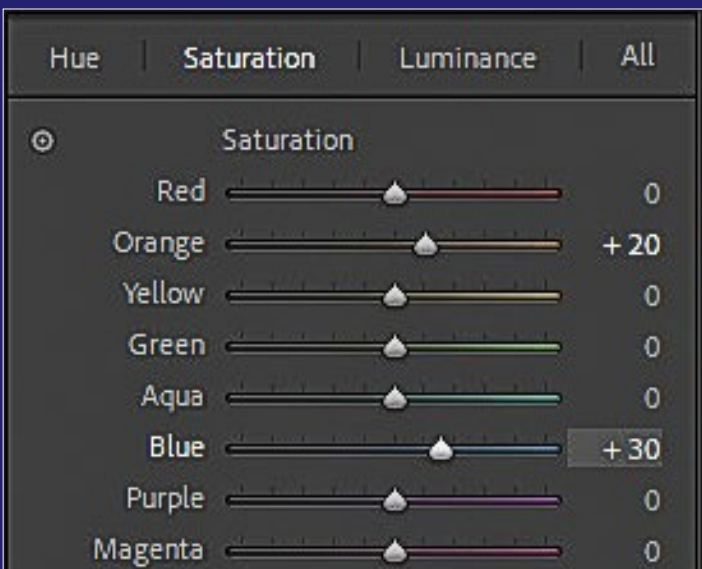 Hue Saturation Luminance All
Saturation
Red 0
Orange + 20
Yellow 0
Green 0
Aqua 0
Blue + 30
Purple 0
Magenta 0